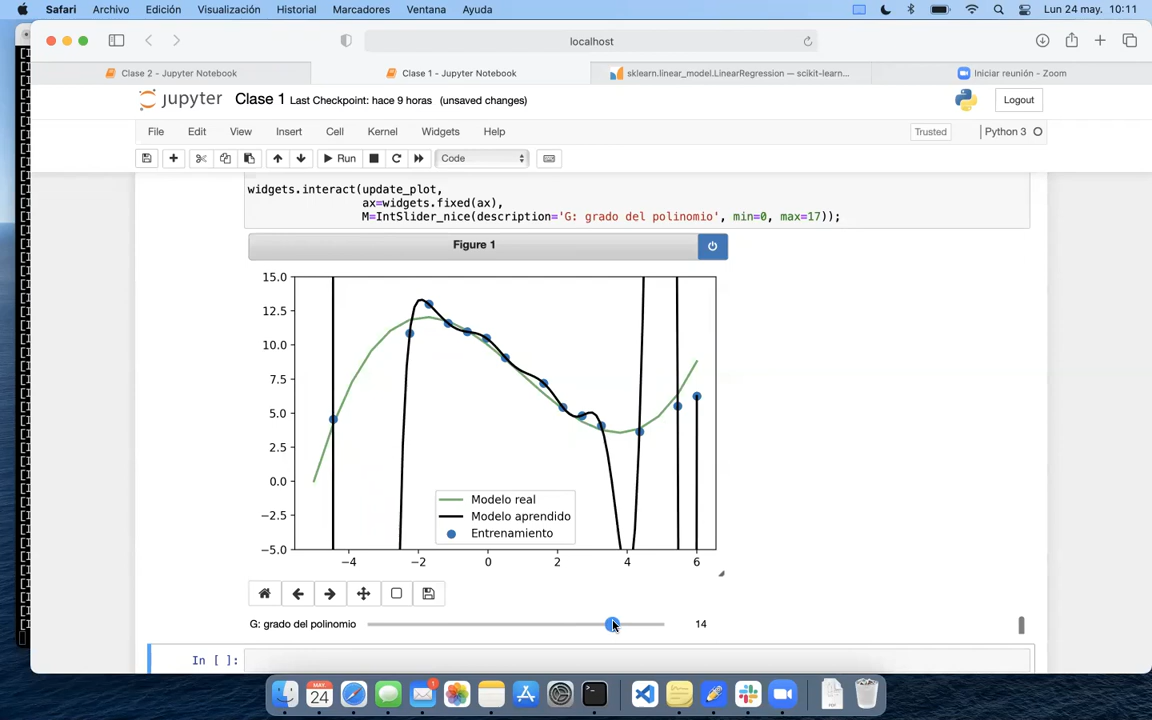 Safari Archivo Edición Visualización Historial Marcadores Ventana Ayuda Lun 24 may. 10:11
localhost
Clase 2 - Jupyter Notebook Clase 1 - Jupyter Notebook sklearn.linear_model.LinearRegression — scikit-learn... Iniciar reunión - Zoom
jupyter Clase 1 Last Checkpoint: hace 9 horas (unsaved changes) Logout
File Edit View Insert Cell Kernel Widgets Help Trusted Python 3
Run Code
widgets.interact(update_plot,
ax=widgets.fixed(ax),
M=IntSlider_nice(description='G: grado del polinomio', min=0, max=17));
Figure 1
15.0
12.5
10.0
7.5
5.0
2.5
0.0
−2.5
−5.0
Modelo real
Modelo aprendido
Entrenamiento
−4 −2 0 2 4 6
G: grado del polinomio 14
In [ ]:
MAY 24 1